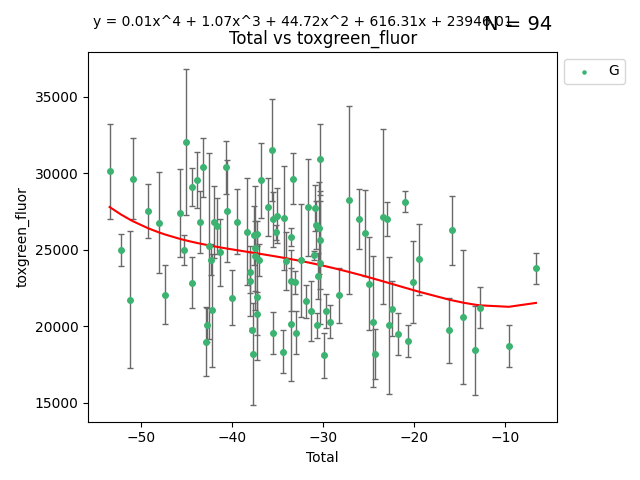 y = 0.01x^4 + 1.07x^3 + 44.72x^2 + 616.31x + 23946.01
N = 94
Total vs toxgreen_fluor
G
35000
30000
25000
20000
15000
toxgreen_fluor
−50
−40
−30
−20
−10
Total